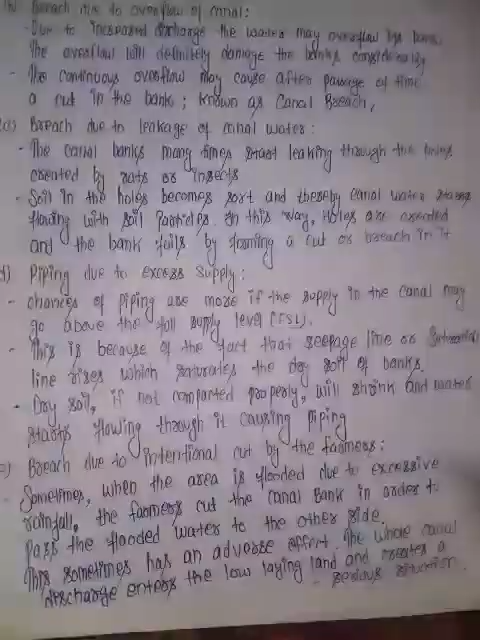 Breach due to overflow of canal:
- Due to increased discharge the water may overflow its bank.
The overflow will definitely damage the banks considerably
- The continuous overflow may cause after passage of time
a cut in the bank; known as Canal Breach,
Breach due to leakage of canal water:
- The canal banks many times start leaking through the
created by rats or insects
- Soil in the holes becomes sort and thereby canal water starts
flowing with soil particles. In this way, Holes are
and the bank fails by forming a cut or breach in it
d) Piping due to excess supply:
- chances of piping are more if the supply in the canal may
go above the full supply level (FSL).
- This is because of the fact that seepage line or
line rises which saturates the dry soil of banks.
- Dry soil, if not compacted properly, will shrink and water
starts flowing through it causing piping
e) Breach due to intentional cut by the farmers:
- Sometimes, when the area is flooded due to excessive
rainfall, the farmers cut the canal Bank in order to
pass the flooded water to the other side.
This sometimes has an adverse effect. The whole canal
discharge enters the low laying land and creates a
serious situation.